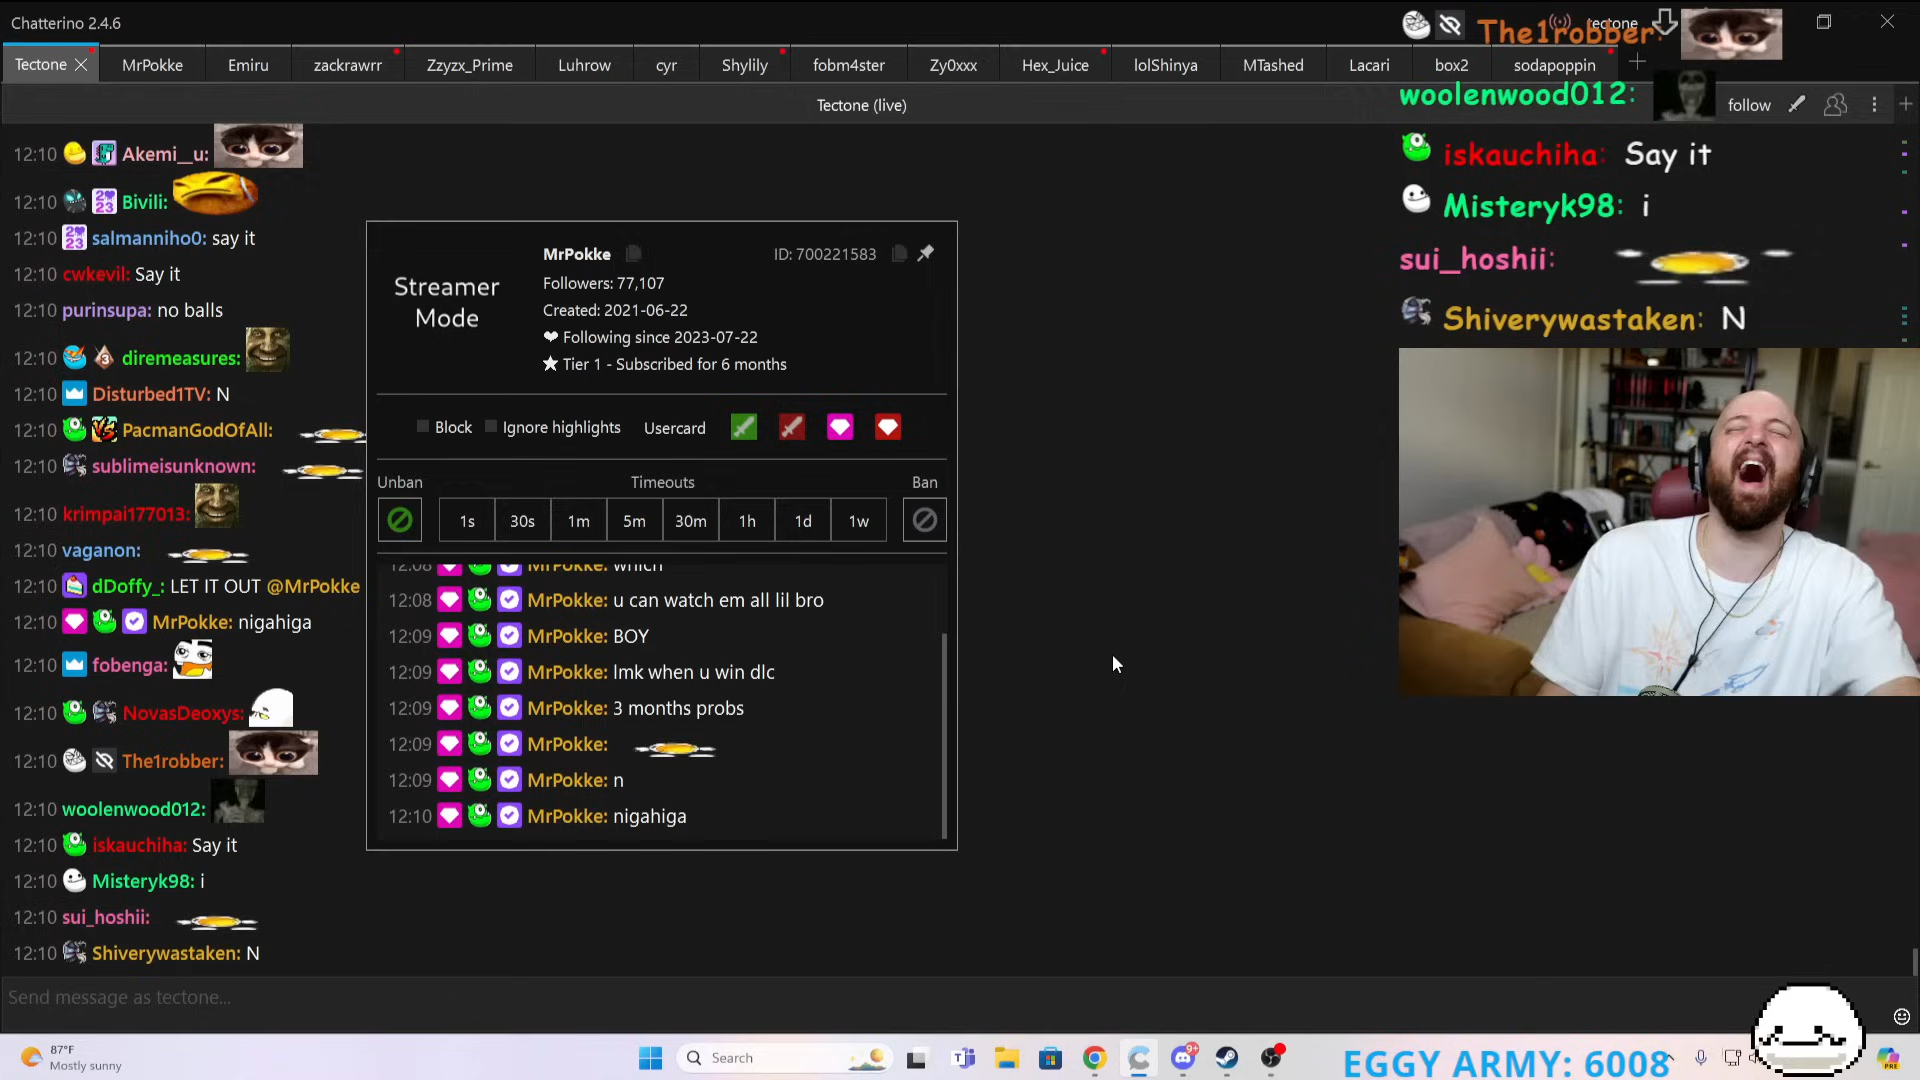 Chatterino 2.4.6
tectone
The1robber:
Tectone
MrPokke
Emiru
zackrawrr
Zzyzx_Prime
Luhrow
cyr
Shylily
fobm4ster
Zy0xxx
Hex_Juice
lolShinya
MTashed
Lacari
box2
sodapoppin
Tectone (live)
woolenwood012:
follow
iskauchiha: Say it
Misteryk98: i
sui_hoshii:
Shiverywastaken: N
12:10 Akemi__u:
12:10 Bivili:
12:10 salmanniho0: say it
12:10 cwkevil: Say it
12:10 purinsupa: no balls
12:10 diremeasures:
12:10 Disturbed1TV: N
12:10 PacmanGodOfAll:
12:10 sublimeisunknown:
12:10 krimpai177013:
12:10 vaganon:
12:10 dDoffy_: LET IT OUT @MrPokke
12:10 MrPokke: nigahiga
12:10 fobenga:
12:10 NovasDeoxys:
12:10 The1robber:
12:10 woolenwood012:
12:10 iskauchiha: Say it
12:10 Misteryk98: i
12:10 sui_hoshii:
12:10 Shiverywastaken: N
Streamer
Mode
MrPokke
ID: 700221583
Followers: 77,107
Created: 2021-06-22
❤ Following since 2023-07-22
★ Tier 1 - Subscribed for 6 months
Block
Ignore highlights
Usercard
Unban
Timeouts
Ban
1s
30s
1m
5m
30m
1h
1d
1w
12:08 MrPokke: which
12:08 MrPokke: u can watch em all lil bro
12:09 MrPokke: BOY
12:09 MrPokke: lmk when u win dlc
12:09 MrPokke: 3 months probs
12:09 MrPokke:
12:09 MrPokke: n
12:10 MrPokke: nigahiga
Send message as tectone...
87°F
Mostly sunny
Search
9+
EGGY ARMY: 6008